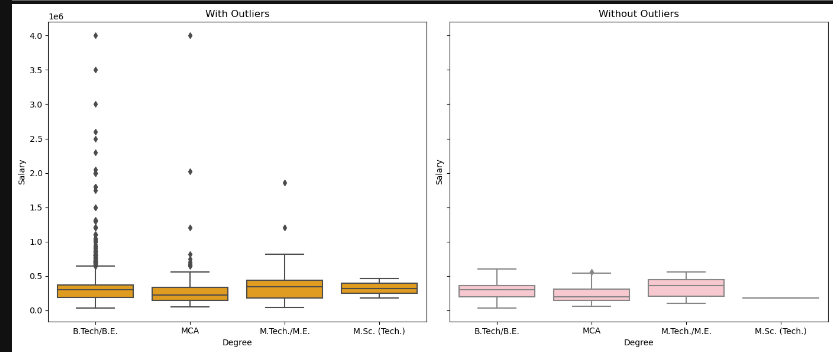 With Outliers
1e6
4.0
3.5
3.0
2.5
2.0
1.5
1.0
0.5
0.0
Salary
B.Tech/B.E. MCA M.Tech./M.E. M.Sc. (Tech.)
Degree
Without Outliers
Salary
B.Tech/B.E. MCA M.Tech./M.E. M.Sc. (Tech.)
Degree